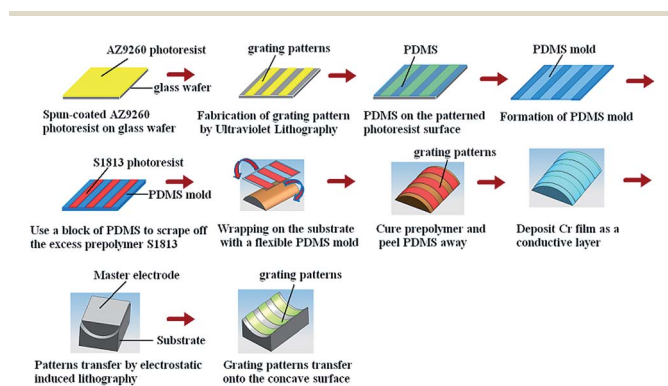 AZ9260 photoresist
glass wafer
Spun-coated AZ9260
photoresist on glass wafer
grating patterns
Fabrication of grating pattern
by Ultraviolet Lithography
PDMS
PDMS on the patterned
photoresist surface
PDMS mold
Formation of PDMS mold
S1813 photoresist
PDMS mold
Use a block of PDMS to scrape off
the excess prepolymer S1813
Wrapping on the substrate
with a flexible PDMS mold
grating patterns
Cure prepolymer and
peel PDMS away
Deposit Cr film as a
conductive layer
Master electrode
Substrate
Patterns transfer by electrostatic
induced lithography
grating patterns
Grating patterns transfer
onto the concave surface